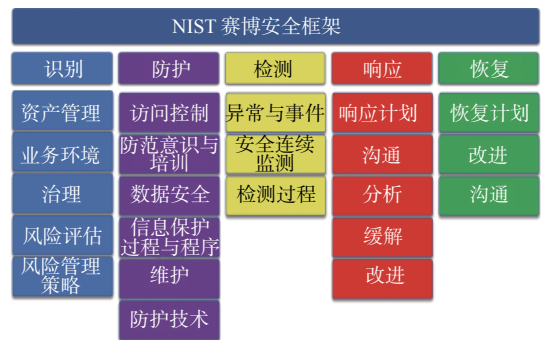 NIST 赛博安全框架
识别
防护
检测
响应
恢复
资产管理
访问控制
异常与事件
响应计划
恢复计划
业务环境
防范意识与
培训
安全连续
监测
沟通
改进
治理
数据安全
检测过程
分析
沟通
风险评估
信息保护
过程与程序
缓解
风险管理
策略
维护
改进
防护技术